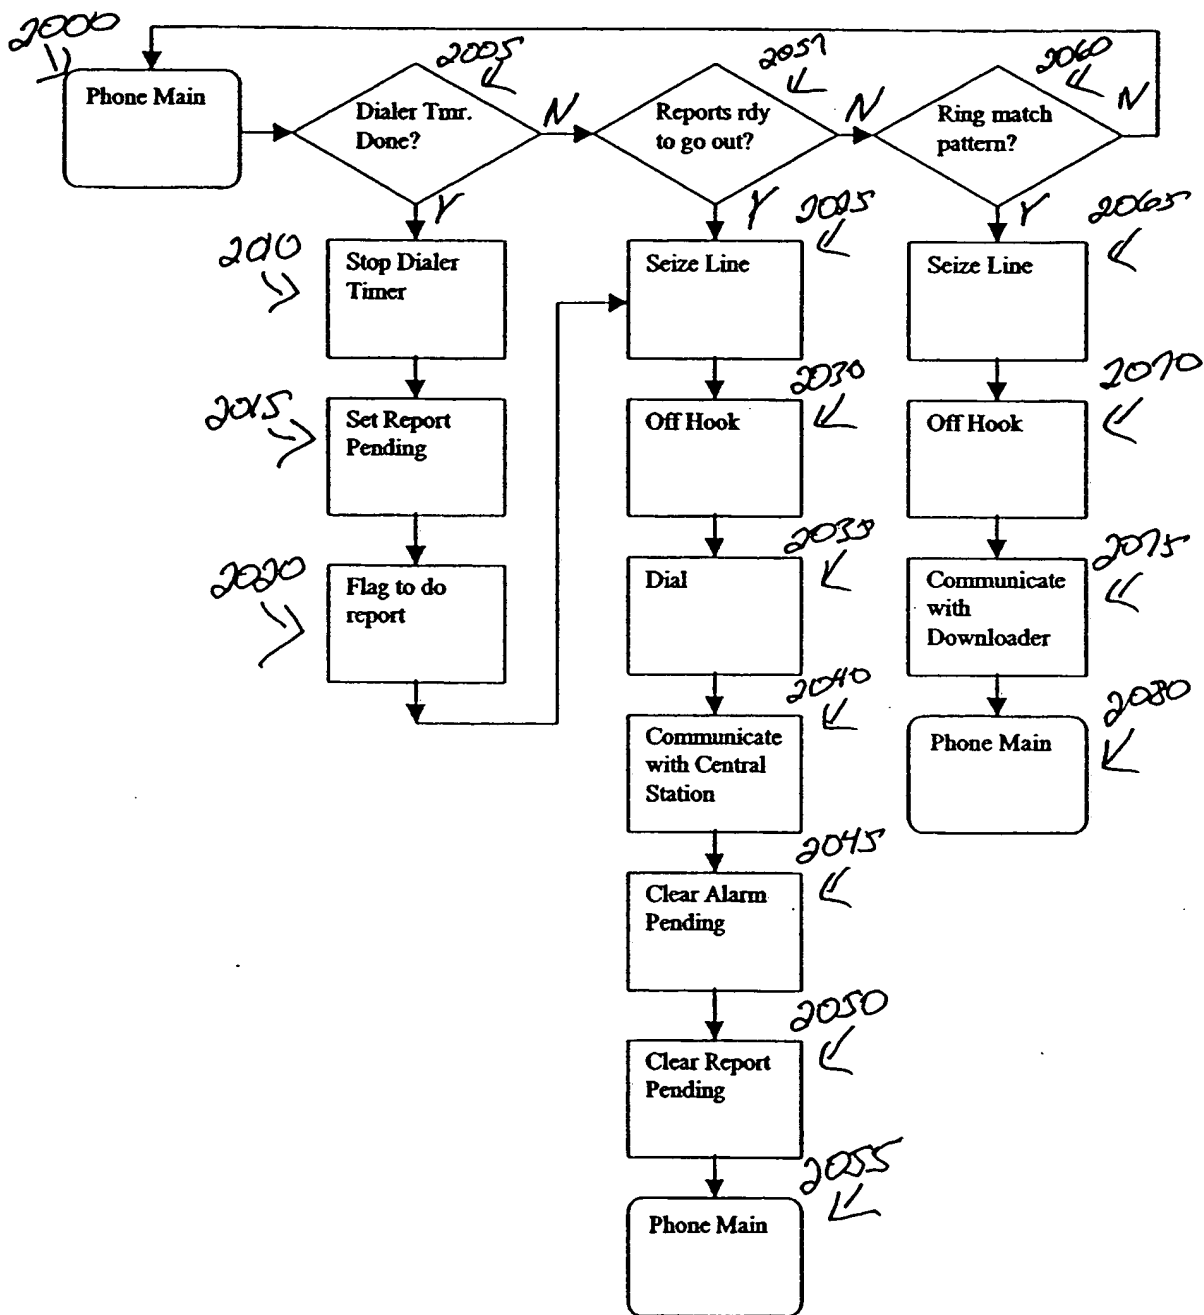 2000
Phone Main
2005
Dialer Tmr.
Done?
N
Y
2057
Reports rdy
to go out?
N
Y
2060
Ring match
pattern?
N
Y
2010
Stop Dialer
Timer
2015
Set Report
Pending
2020
Flag to do
report
2025
Seize Line
2030
Off Hook
2035
Dial
2040
Communicate
with Central
Station
2045
Clear Alarm
Pending
2050
Clear Report
Pending
2055
Phone Main
2065
Seize Line
2070
Off Hook
2075
Communicate
with
Downloader
2080
Phone Main